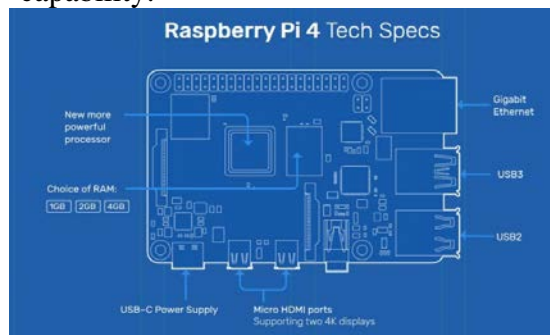 capability.
Raspberry Pi 4 Tech Specs
New more
powerful
processor
Choice of RAM:
1GB 2GB 4GB
USB-C Power Supply
Micro HDMI ports
Supporting two 4K displays
Gigabit
Ethernet
USB3
USB2